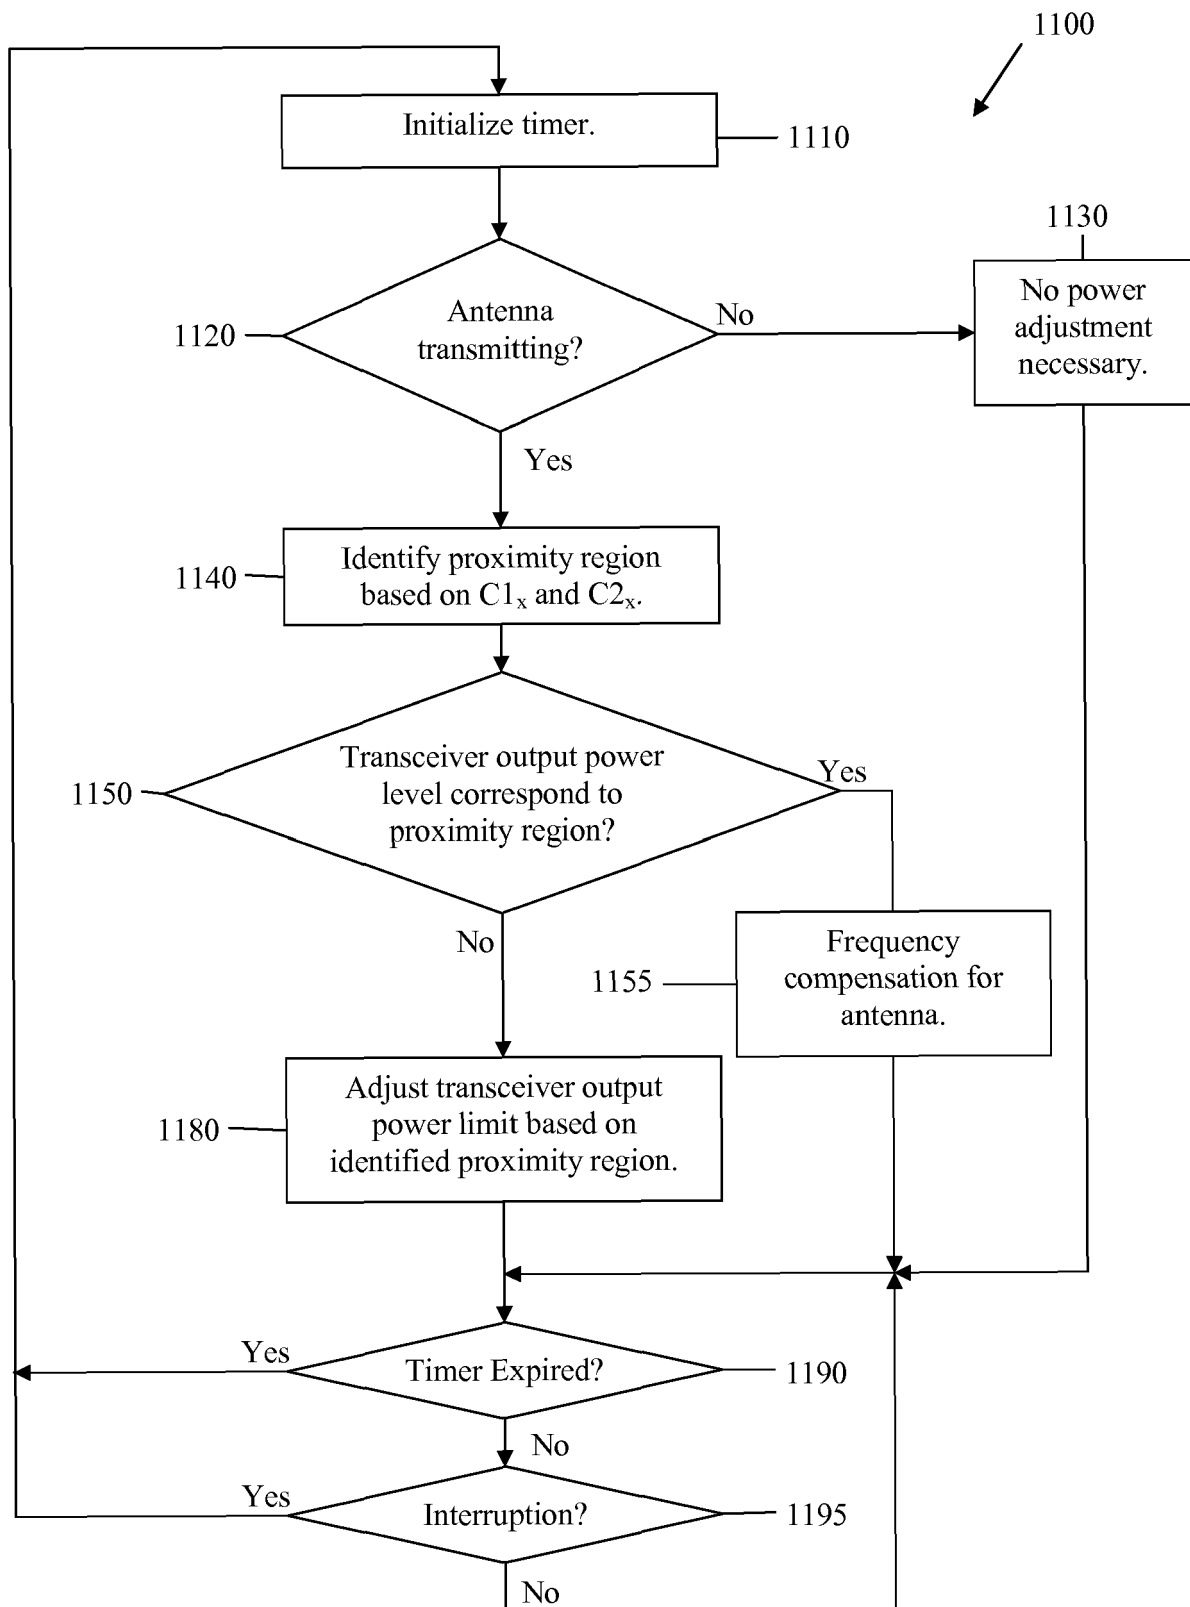 1100
Initialize timer.
1110
1130
No power
adjustment
necessary.
Antenna
transmitting?
1120
No
Yes
1140
Identify proximity region
based on C1ₓ and C2ₓ.
Transceiver output power
level correspond to
proximity region?
1150
Yes
No
Frequency
compensation for
antenna.
1155
Adjust transceiver output
power limit based on
identified proximity region.
1180
Yes
Timer Expired?
1190
No
Yes
Interruption?
1195
No